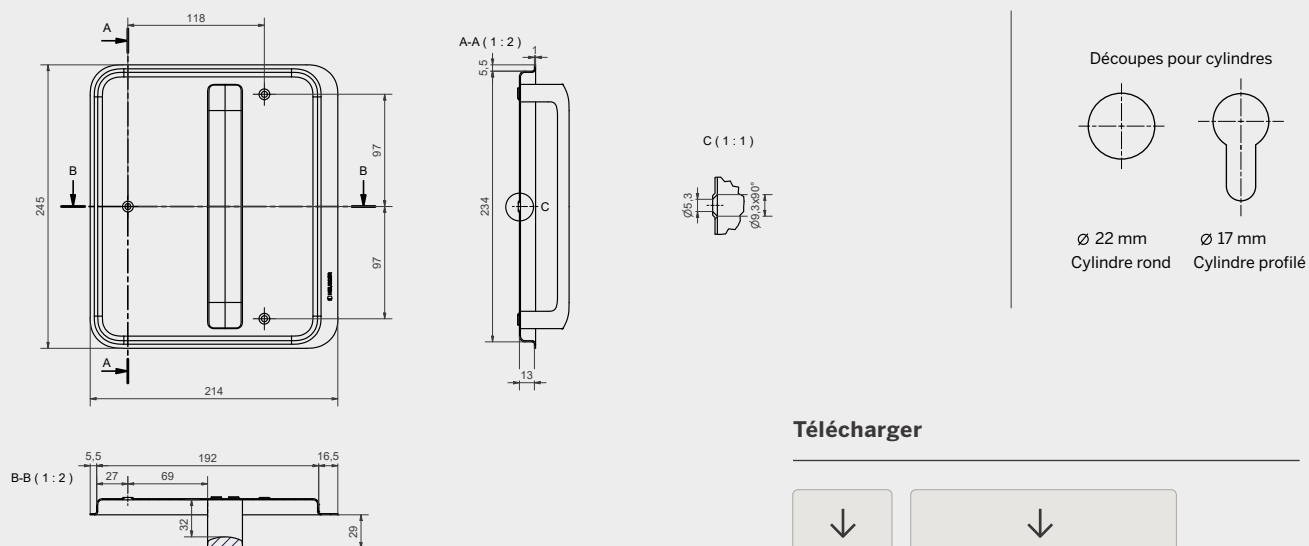 118
A
A
B
B
97
97
245
214
A-A ( 1 : 2 )
1
5,5
234
C
13
C ( 1 : 1 )
Ø5,3
Ø9,3x90°
Découpes pour cylindres
Ø 22 mm
Cylindre rond
Ø 17 mm
Cylindre profilé
B-B ( 1 : 2 )
5,5
192
16,5
27
69
32
29
Télécharger